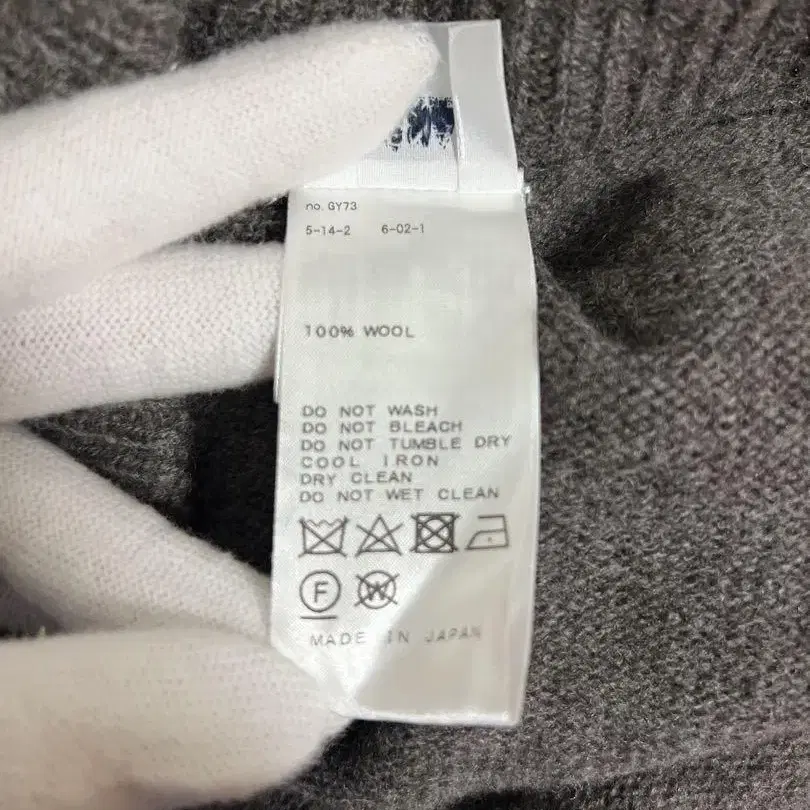 no. GY73
5-14-2 6-02-1
100% WOOL
DO NOT WASH
DO NOT BLEACH
DO NOT TUMBLE DRY
COOL IRON
DRY CLEAN
DO NOT WET CLEAN
F W
MADE IN JAPAN